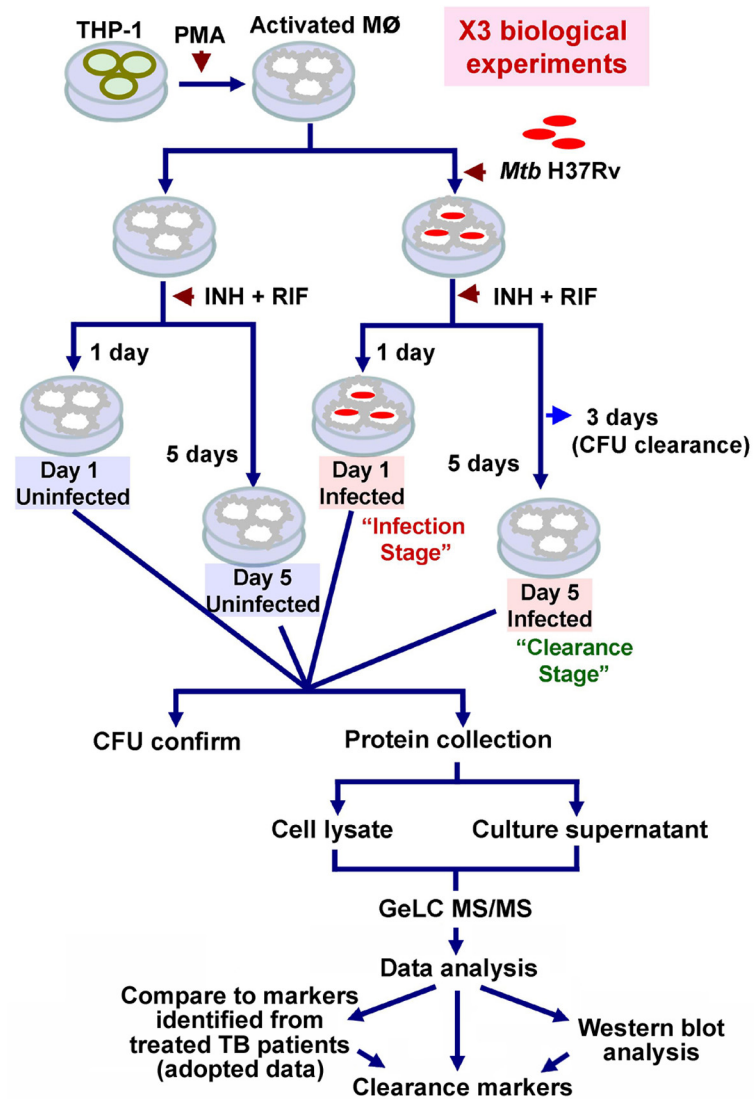 THP-1
PMA
Activated MØ
X3 biological
experiments
Mtb H37Rv
INH + RIF
INH + RIF
1 day
1 day
3 days
(CFU clearance)
5 days
5 days
Day 1
Uninfected
Day 1
Infected
"Infection
Stage"
Day 5
Uninfected
Day 5
Infected
"Clearance
Stage"
CFU confirm
Protein collection
Cell lysate
Culture supernatant
GeLC MS/MS
Data analysis
Compare to markers
identified from
treated TB patients
(adopted data)
Western blot
analysis
Clearance markers